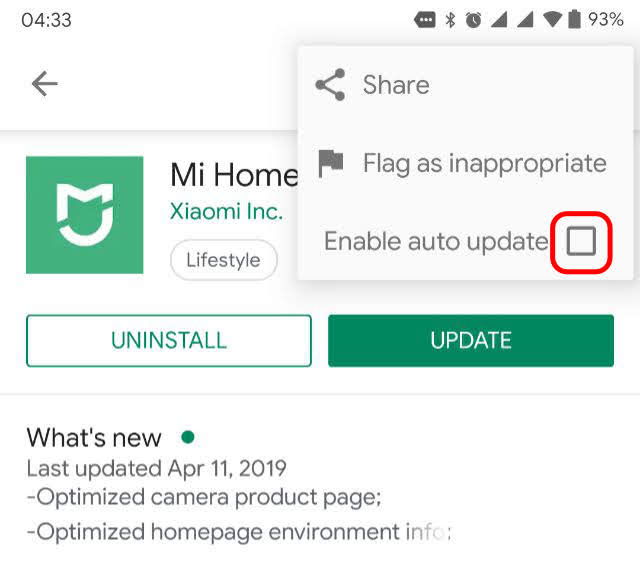 04:33
93%
Share
Flag as inappropriate
Enable auto update
Mi Home
Xiaomi Inc.
Lifestyle
UNINSTALL
UPDATE
What's new
Last updated Apr 11, 2019
-Optimized camera product page;
-Optimized homepage environment info;